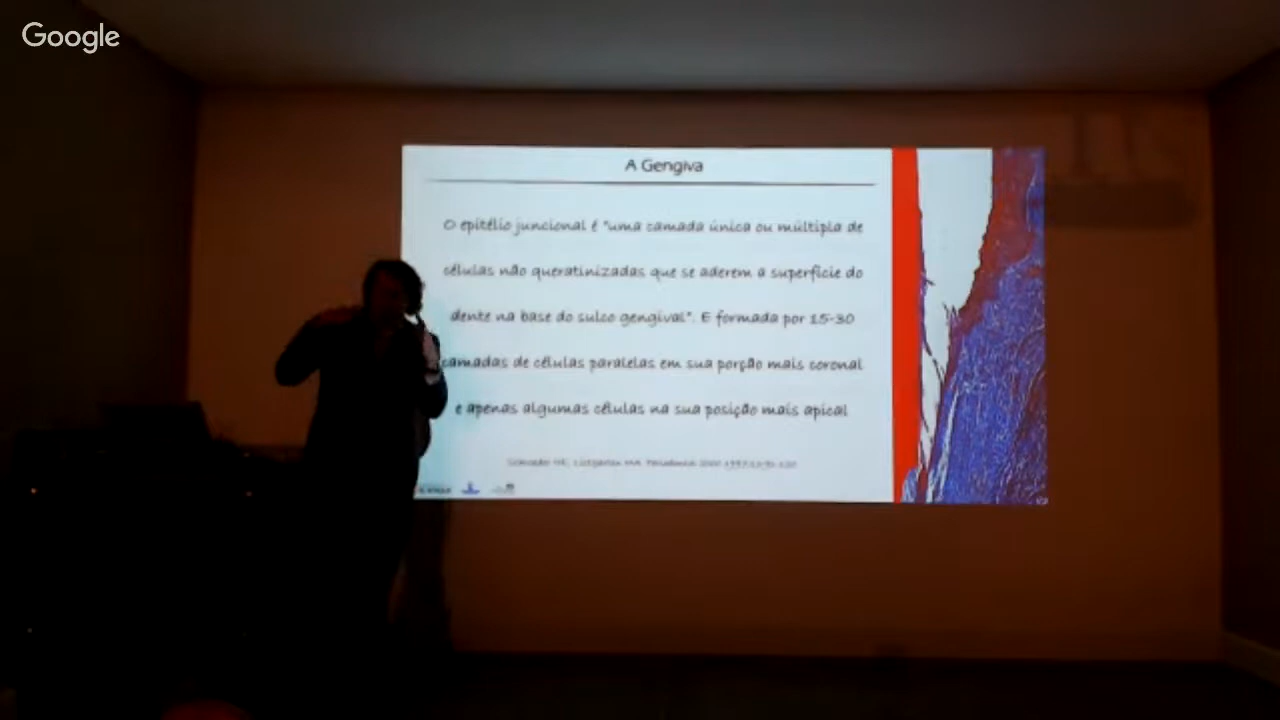 Google
A Gengiva
O epitélio juncional é "uma camada única ou múltipla de
células não queratinizadas que se aderem a superfície do
dente na base do sulco gengival". E formada por 15-30
camadas de células paralelas em sua porção mais coronal
e apenas algumas células na sua posição mais apical